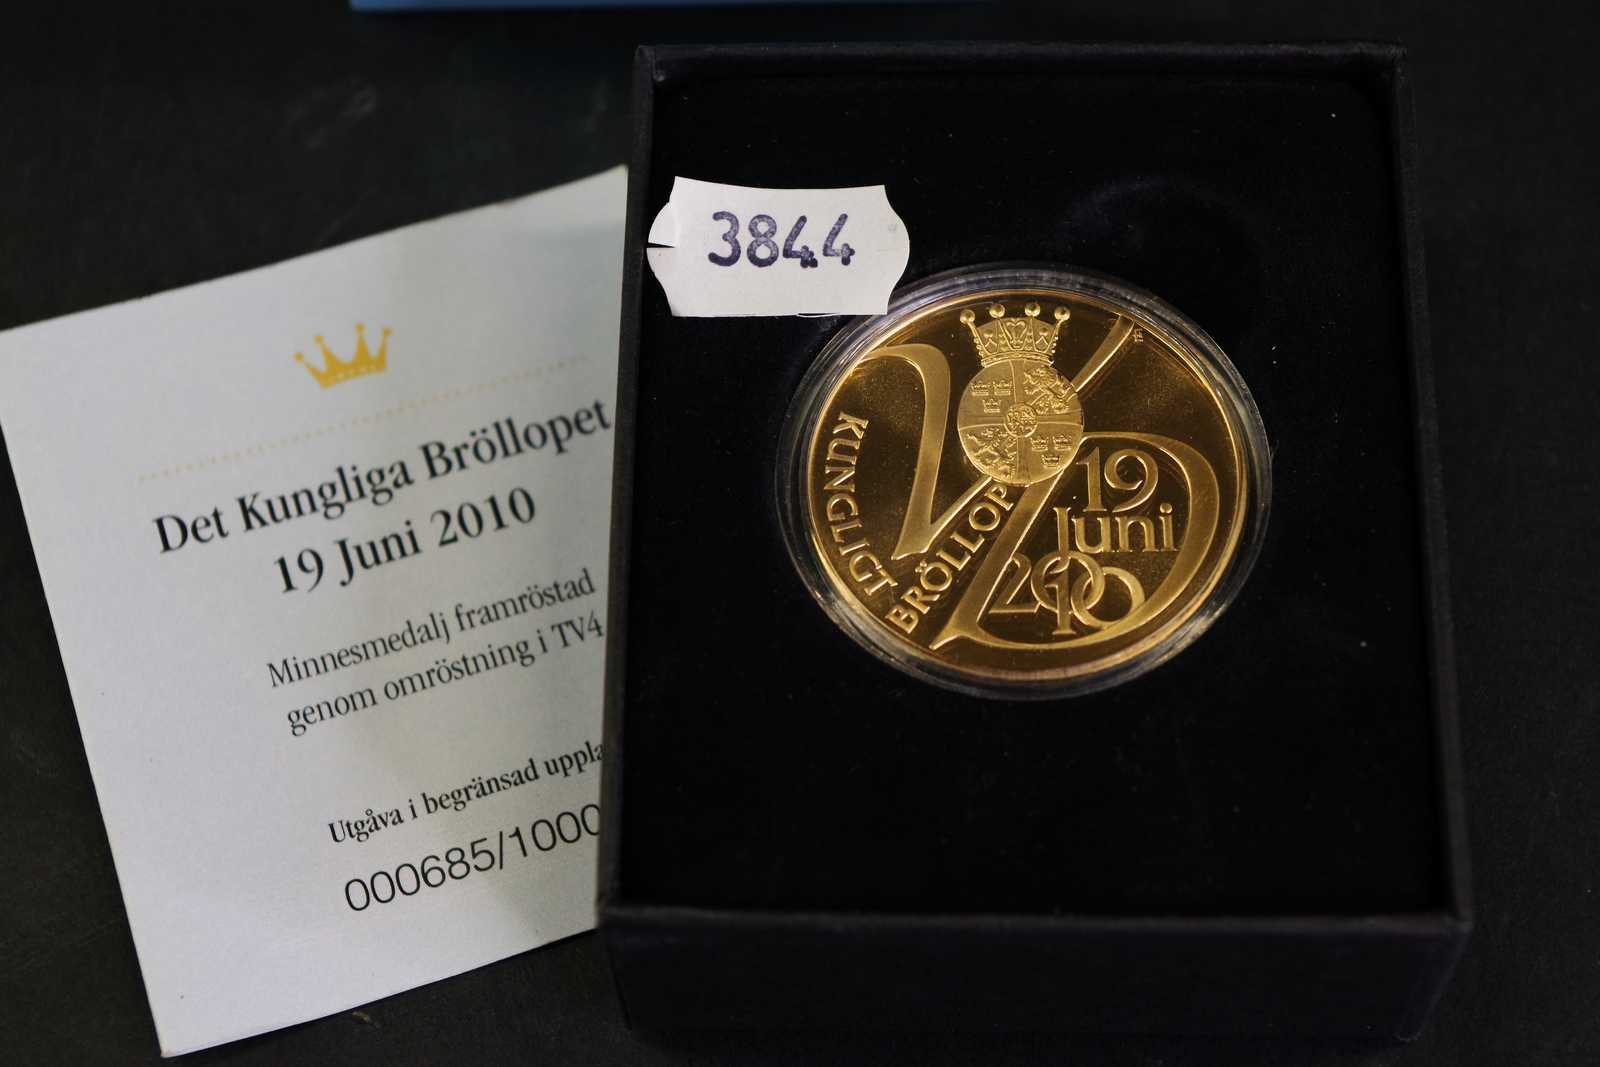 Det Kungliga Bröllopet
19 Juni 2010
Minnesmedalj framröstad
genom omröstning i TV4
Utgåva i begränsad
000685/1000
3844
KUNGLIGT
BRÖLLOP
19
Juni
2010